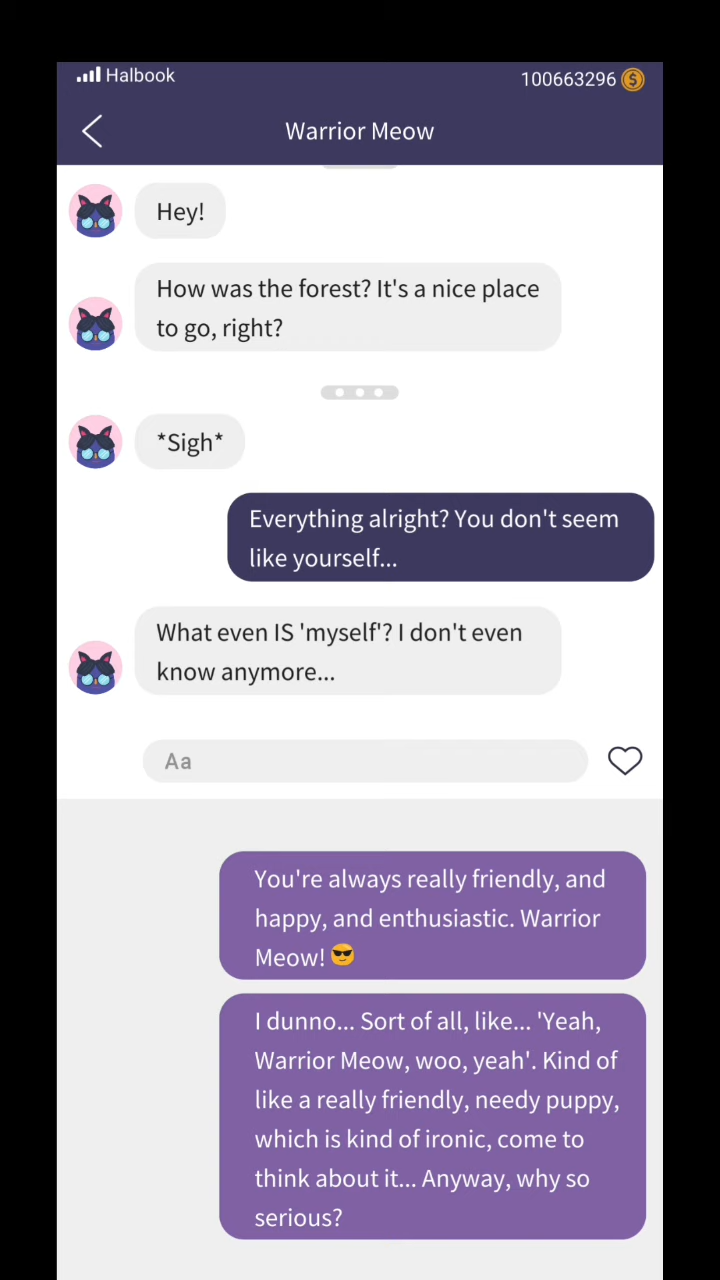 Halbook
100663296
Warrior Meow
Hey!
How was the forest? It's a nice place
to go, right?
*Sigh*
Everything alright? You don't seem
like yourself...
What even IS 'myself'? I don't even
know anymore...
Aa
You're always really friendly, and
happy, and enthusiastic. Warrior
Meow! 😎
I dunno... Sort of all, like... 'Yeah,
Warrior Meow, woo, yeah'. Kind of
like a really friendly, needy puppy,
which is kind of ironic, come to
think about it... Anyway, why so
serious?